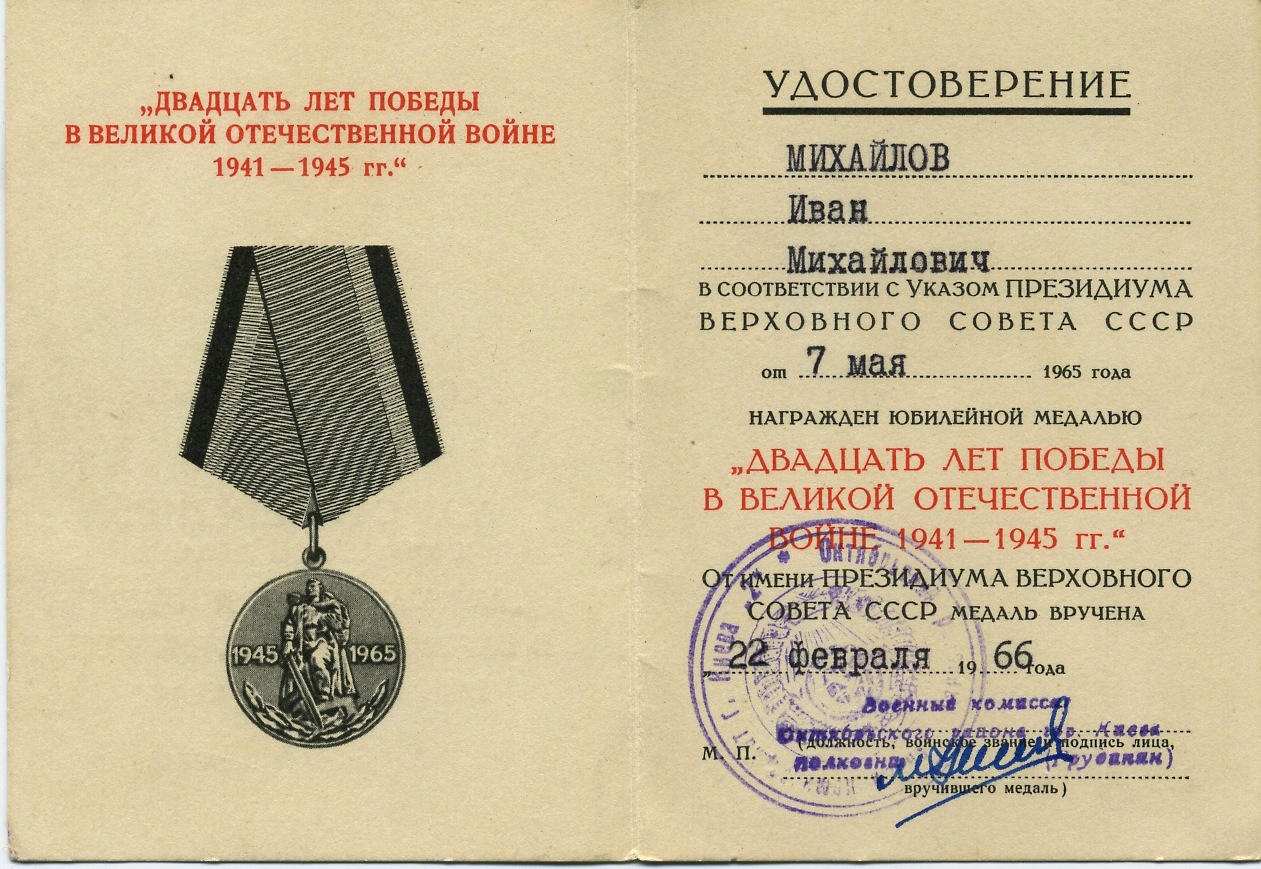 „ДВАДЦАТЬ ЛЕТ ПОБЕДЫ
В ВЕЛИКОЙ ОТЕЧЕСТВЕННОЙ ВОЙНЕ
1941—1945 гг.“
1945 1965
УДОСТОВЕРЕНИЕ
МИХАЙЛОВ
Иван
Михайлович
В СООТВЕТСТВИИ С УКАЗОМ ПРЕЗИДИУМА
ВЕРХОВНОГО СОВЕТА СССР
от 7 мая 1965 года
НАГРАЖДЕН ЮБИЛЕЙНОЙ МЕДАЛЬЮ
„ДВАДЦАТЬ ЛЕТ ПОБЕДЫ
В ВЕЛИКОЙ ОТЕЧЕСТВЕННОЙ
ВОЙНЕ 1941—1945 гг.“
ОТ ИМЕНИ ПРЕЗИДИУМА ВЕРХОВНОГО
СОВЕТА СССР МЕДАЛЬ ВРУЧЕНА
„22 февраля 1966 года
Военный комиссар
Октябрьского района гор. Киева
М. П. (должность, воинское звание и подпись лица,
Полковник
вручившего медаль)